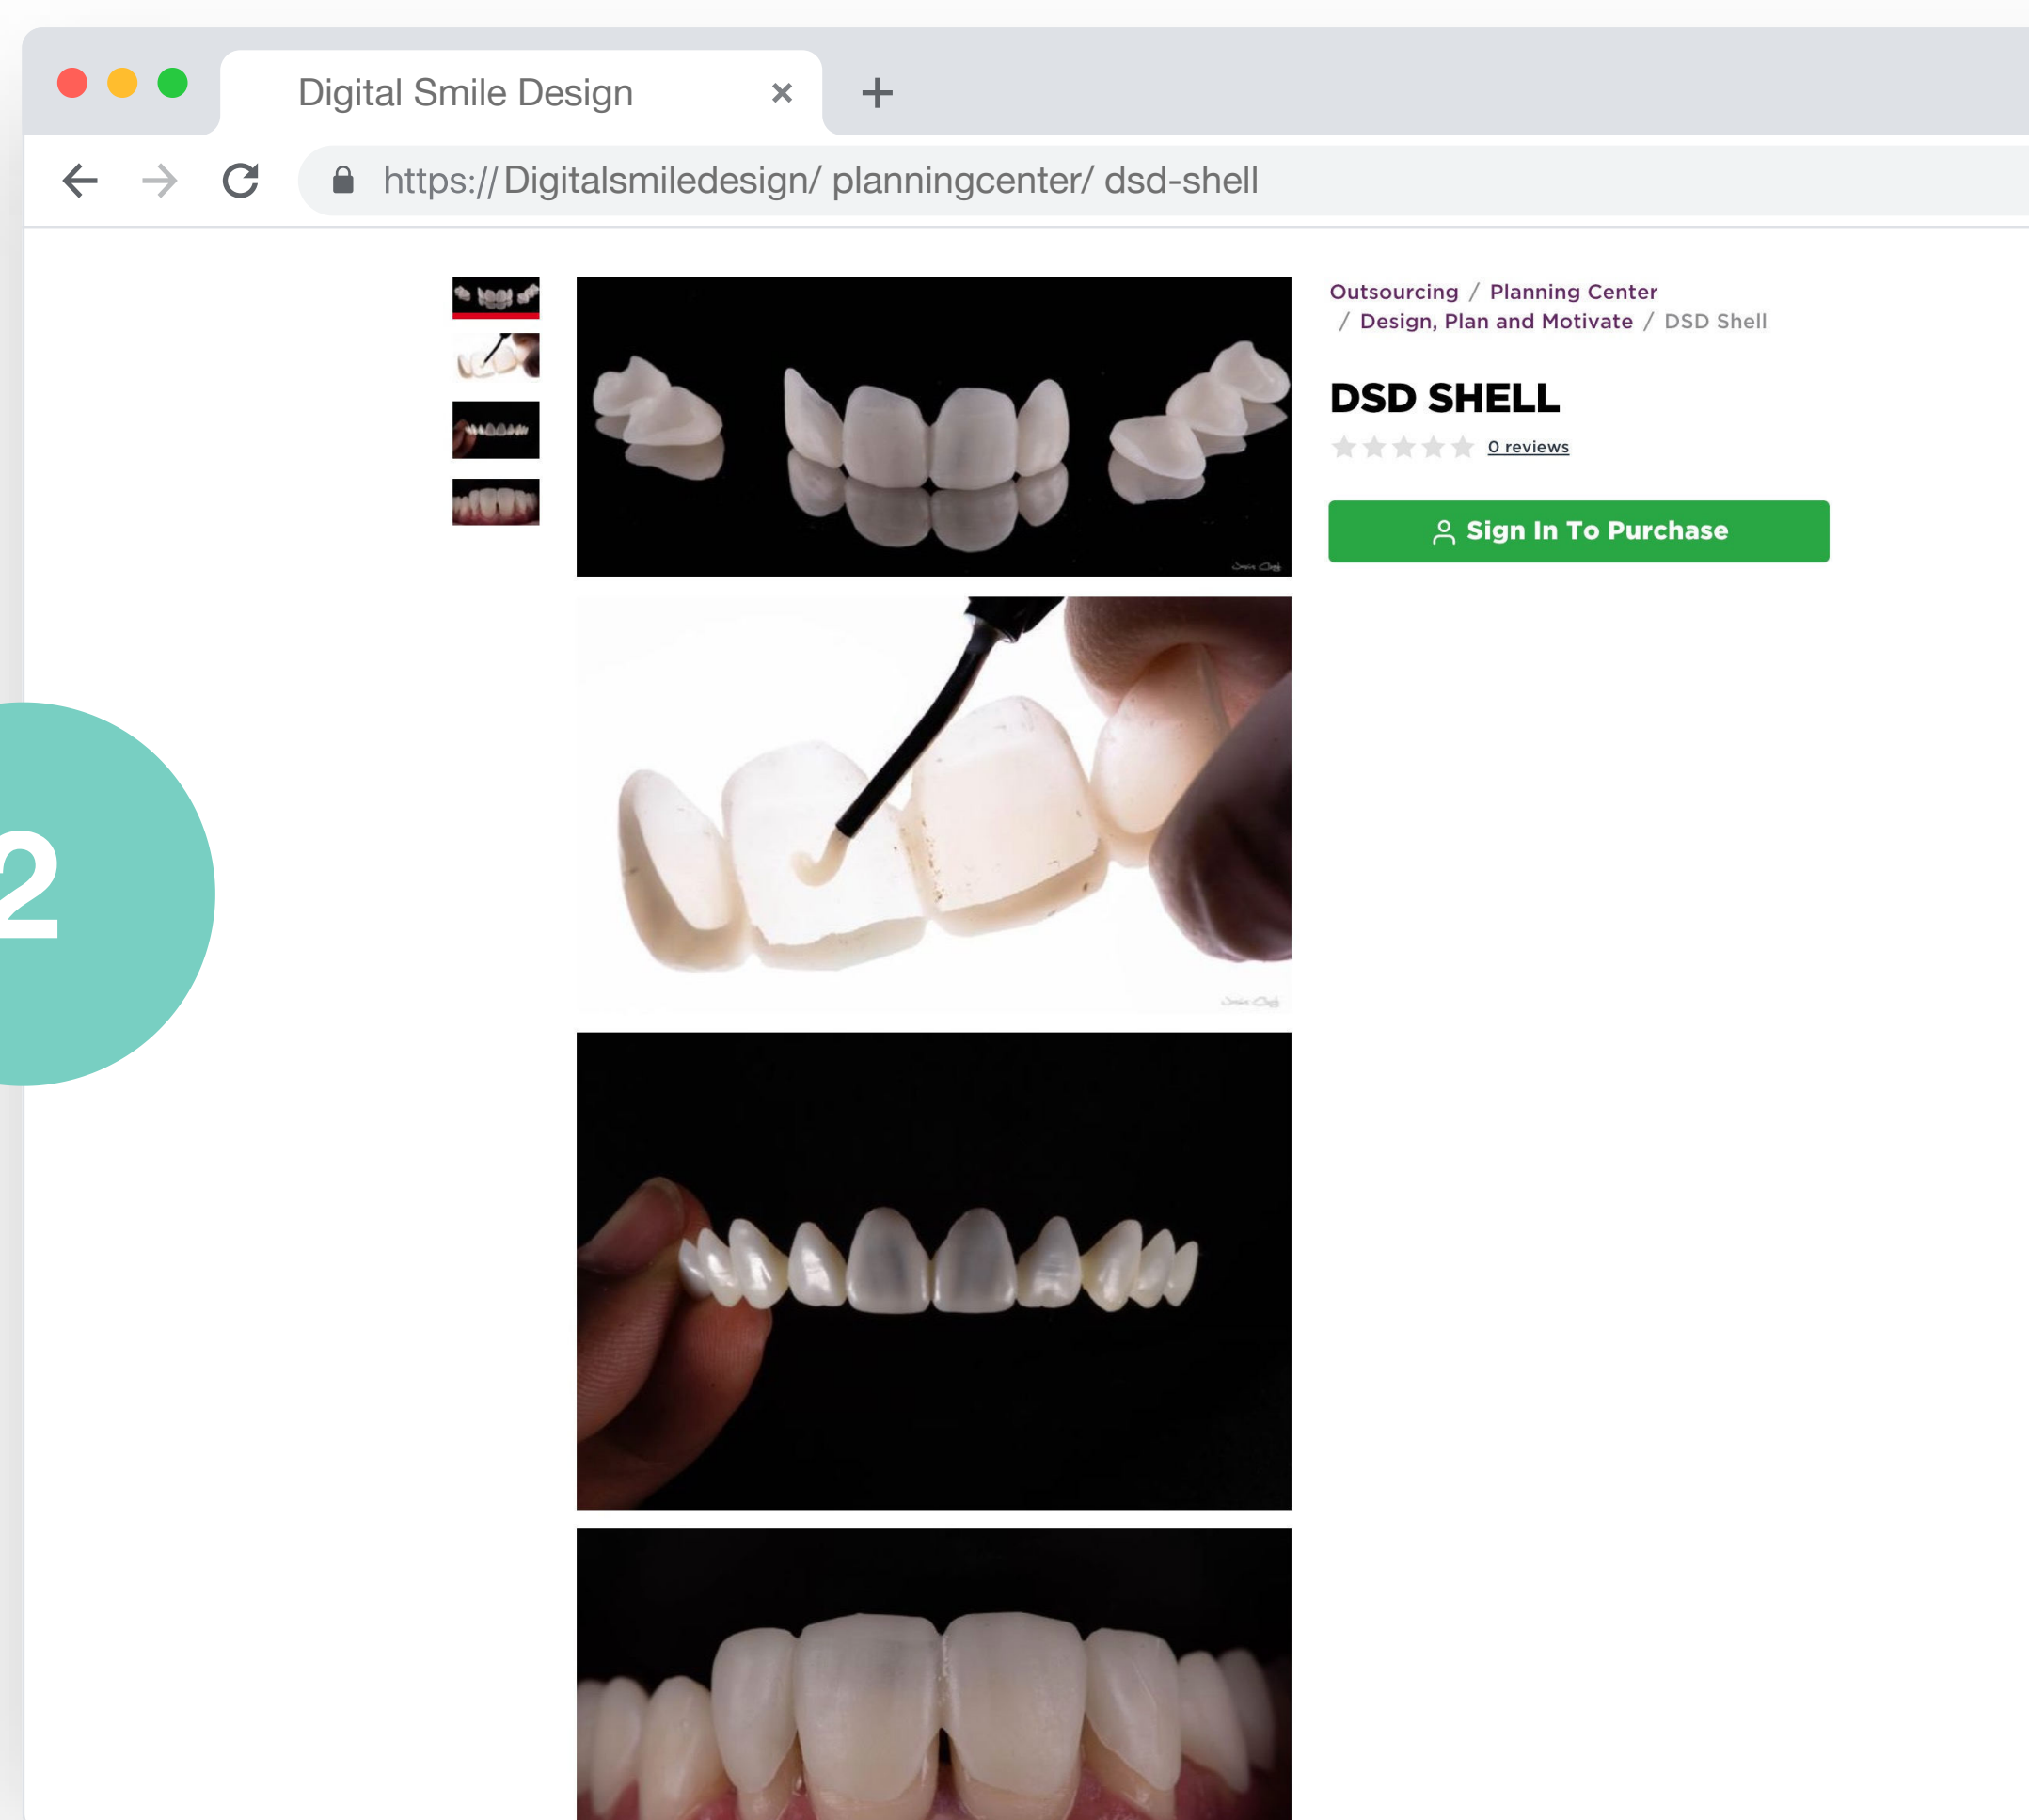 Digital Smile Design
https://Digitalsmiledesign/ planningcenter/ dsd-shell
Outsourcing / Planning Center
/ Design, Plan and Motivate / DSD Shell
DSD SHELL
0 reviews
Sign In To Purchase
2